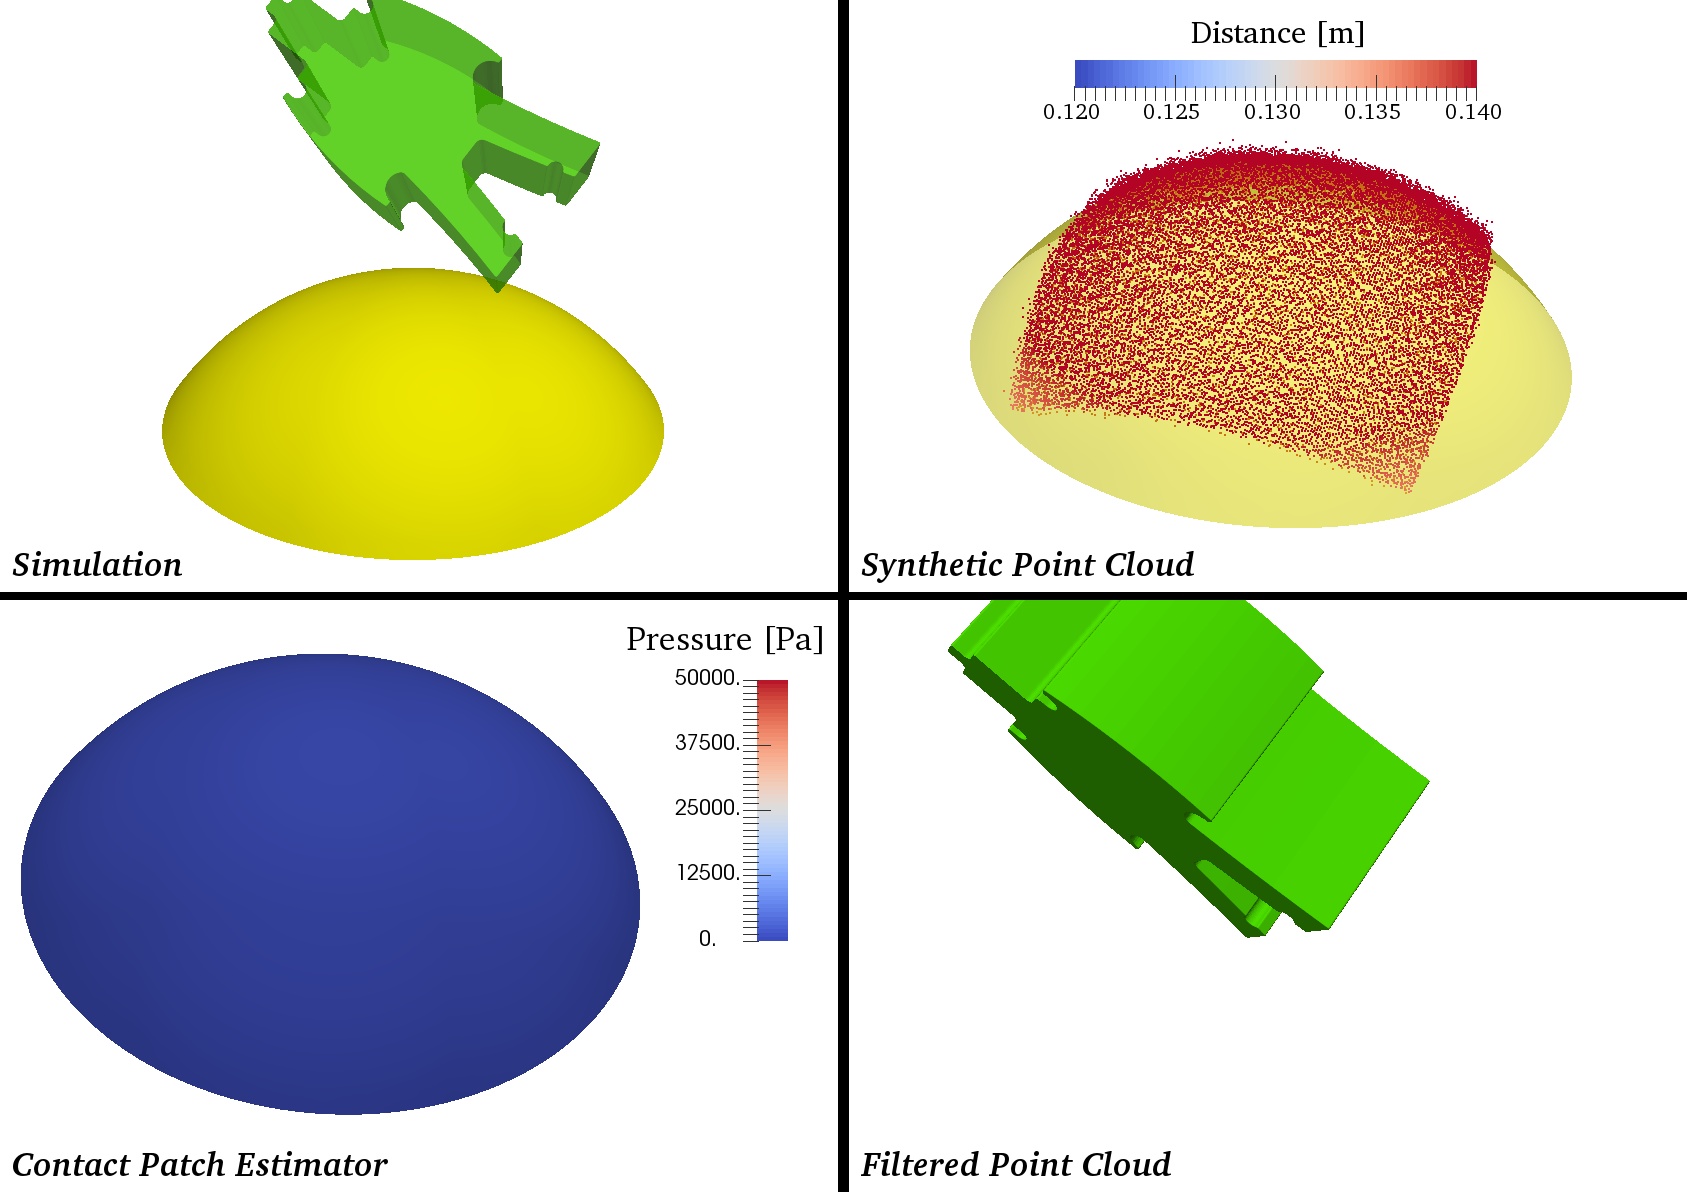 Simulation
Distance [m]
0.120 0.125 0.130 0.135 0.140
Synthetic Point Cloud
Pressure [Pa]
50000.
37500.
25000.
12500.
0.
Contact Patch Estimator
Filtered Point Cloud